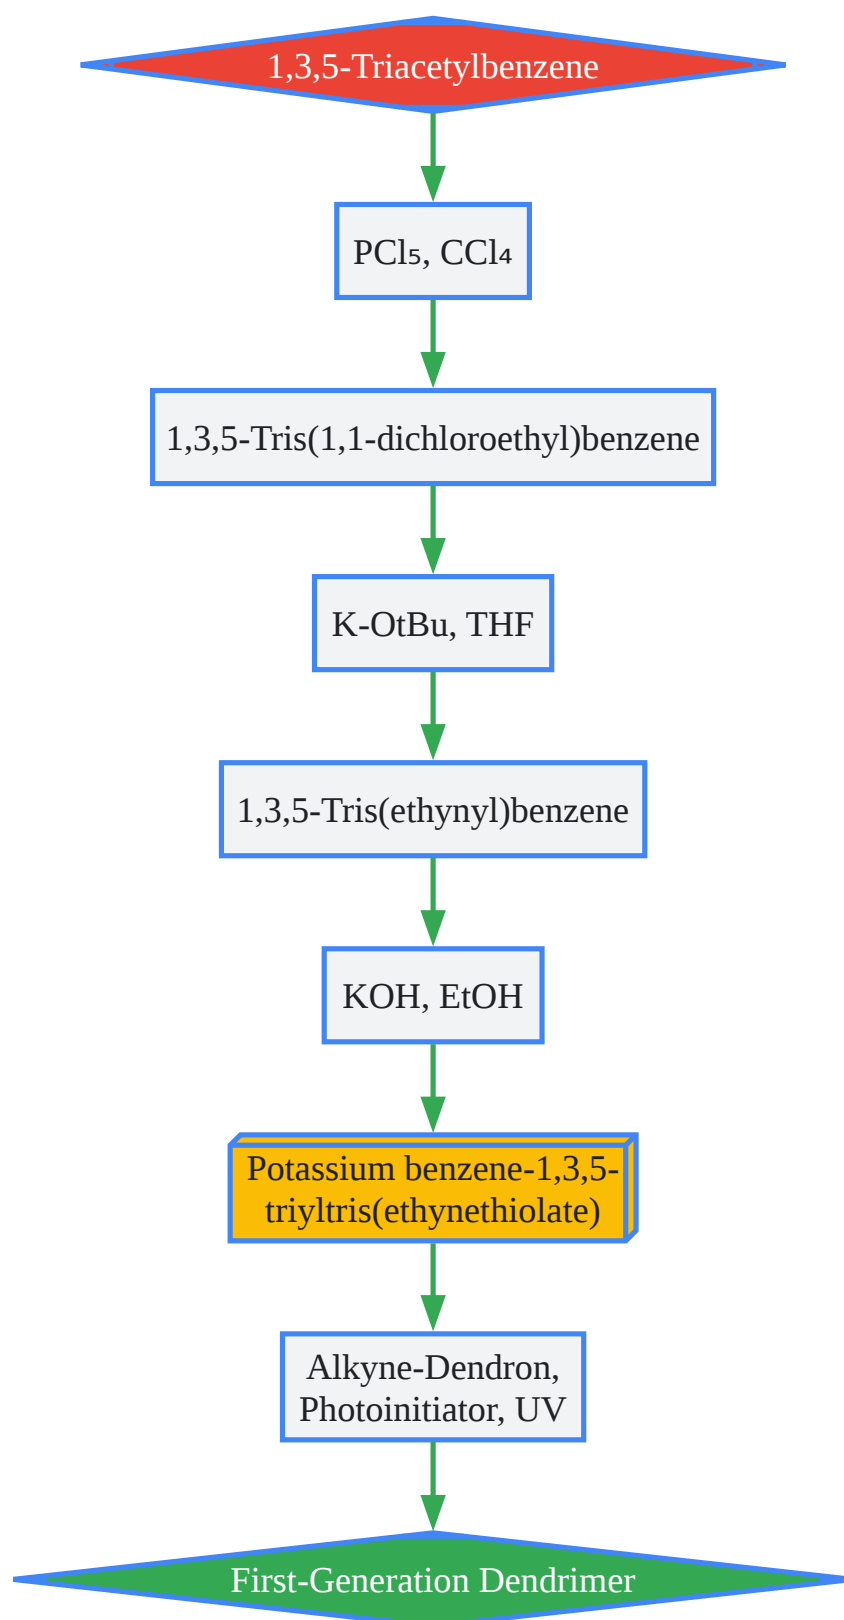 1,3,5-Triacetylbenzene
PCl₅, CCl₄
1,3,5-Tris(1,1-dichloroethyl)benzene
K-OtBu, THF
1,3,5-Tris(ethynyl)benzene
KOH, EtOH
Potassium benzene-1,3,5-
triyltris(ethynethiolate)
Alkyne-Dendron,
Photoinitiator, UV
First-Generation Dendrimer